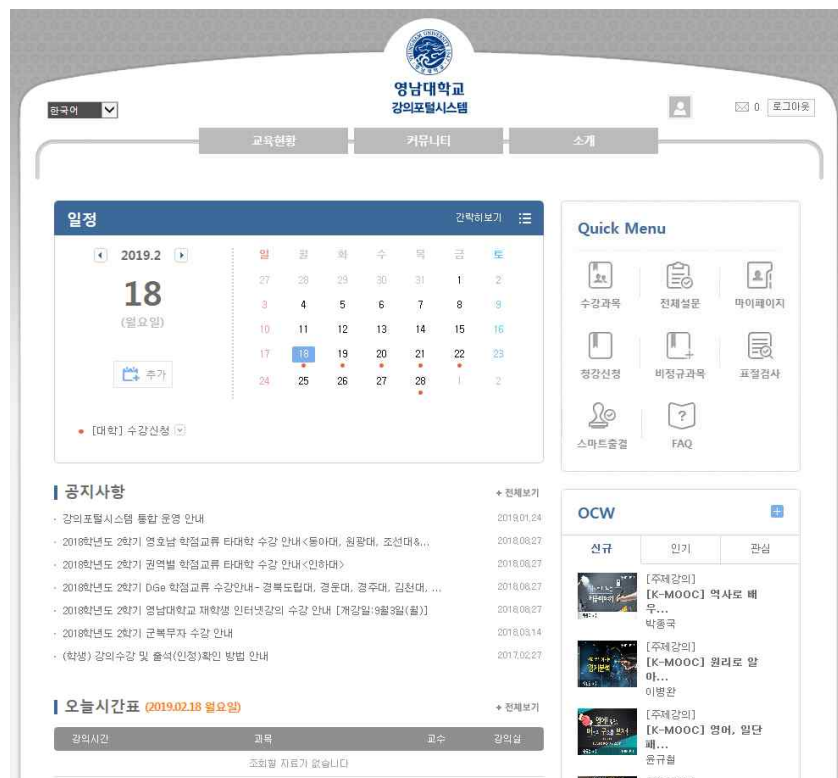 영남대학교
강의포털시스템
한국어
0 로그아웃
교육현황 커뮤니티 소개
일정 간략히보기
2019.2
18
(월요일)
추가
일 월 화 수 목 금 토
27 28 29 30 31 1 2
3 4 5 6 7 8 9
10 11 12 13 14 15 16
17 18 19 20 21 22 23
24 25 26 27 28 1 2
[대학] 수강신청
Quick Menu
수강과목 전체설문 마이페이지
청강신청 비정규과목 표절검사
스마트출결 FAQ
공지사항 + 전체보기
· 강의포털시스템 통합 운영 안내 2019.01.24
· 2018학년도 2학기 영호남 학점교류 타대학 수강 안내<동아대, 원광대, 조선대&... 2018.08.27
· 2018학년도 2학기 권역별 학점교류 타대학 수강 안내<인하대> 2018.08.27
· 2018학년도 2학기 DGe 학점교류 수강안내- 경북도립대, 경운대, 경주대, 김천대, ... 2018.08.27
· 2018학년도 2학기 영남대학교 재학생 인터넷강의 수강 안내 [개강일:9월3일(월)] 2018.08.27
· 2018학년도 2학기 군복무자 수강 안내 2018.03.14
· (학생) 강의수강 및 출석(인정)확인 방법 안내 2017.02.27
오늘시간표 (2019.02.18 월요일) + 전체보기
강의시간 과목 교수 강의실
조회할 자료가 없습니다
OCW
신규 인기 관심
[주제강의]
[K-MOOC] 역사로 배
우...
박종국
[주제강의]
[K-MOOC] 원리로 알
아...
이병완
[주제강의]
[K-MOOC] 영어, 일단
패...
윤규철